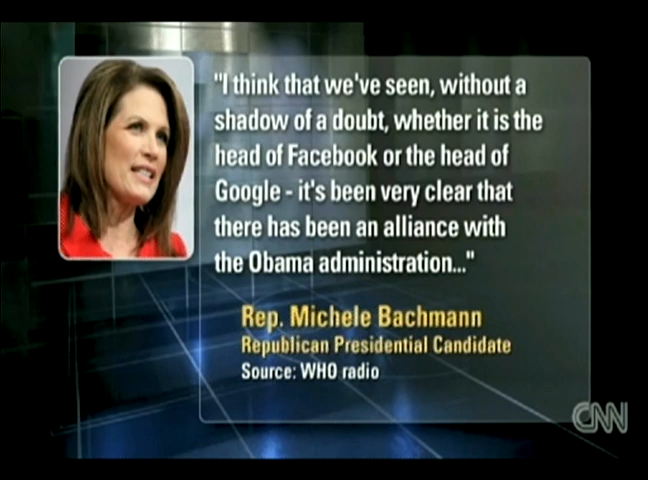 "I think that we've seen, without a
shadow of a doubt, whether it is the
head of Facebook or the head of
Google - it's been very clear that
there has been an alliance with
the Obama administration..."
Rep. Michele Bachmann
Republican Presidential Candidate
Source: WHO radio
CNN